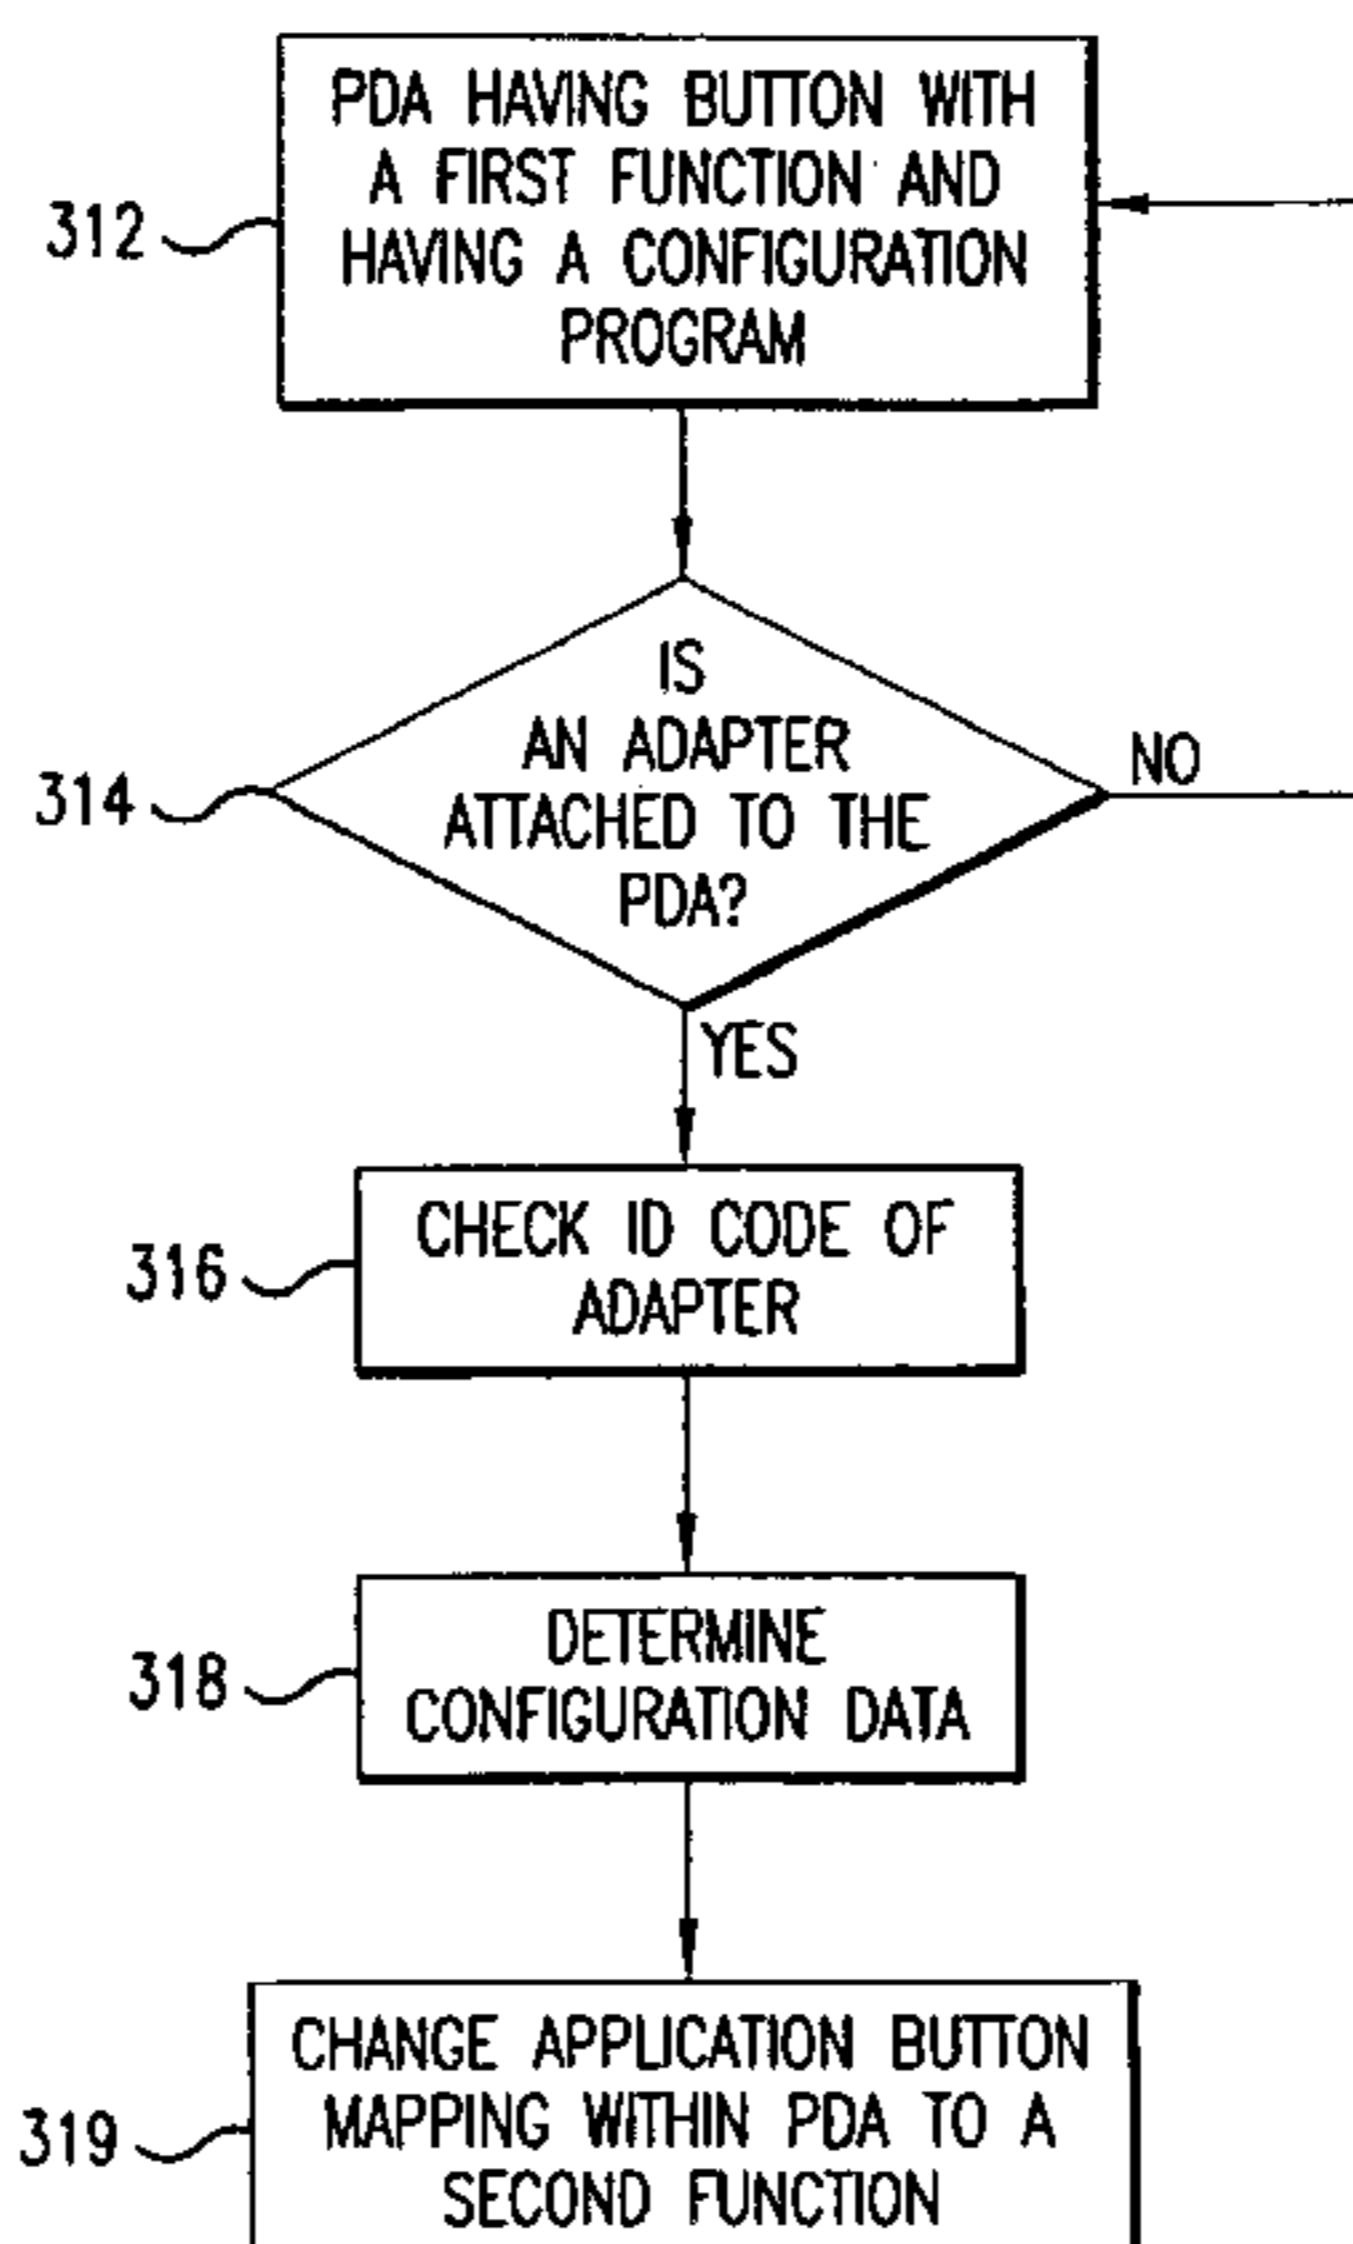 PDA HAVING BUTTON WITH
A FIRST FUNCTION AND
HAVING A CONFIGURATION
PROGRAM
312
IS
AN ADAPTER
ATTACHED TO THE
PDA?
314
NO
YES
CHECK ID CODE OF
ADAPTER
316
DETERMINE
CONFIGURATION DATA
318
CHANGE APPLICATION BUTTON
MAPPING WITHIN PDA TO A
SECOND FUNCTION
319